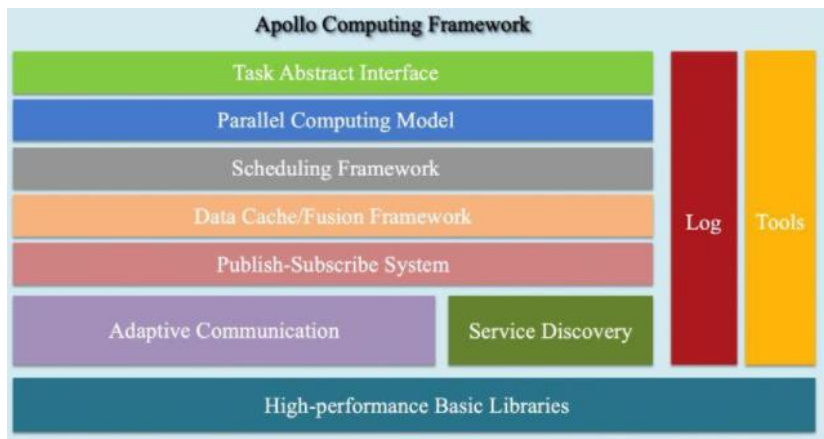 Apollo Computing Framework
Task Abstract Interface
Parallel Computing Model
Scheduling Framework
Data Cache/Fusion Framework
Publish-Subscribe System
Adaptive Communication
Service Discovery
Log
Tools
High-performance Basic Libraries